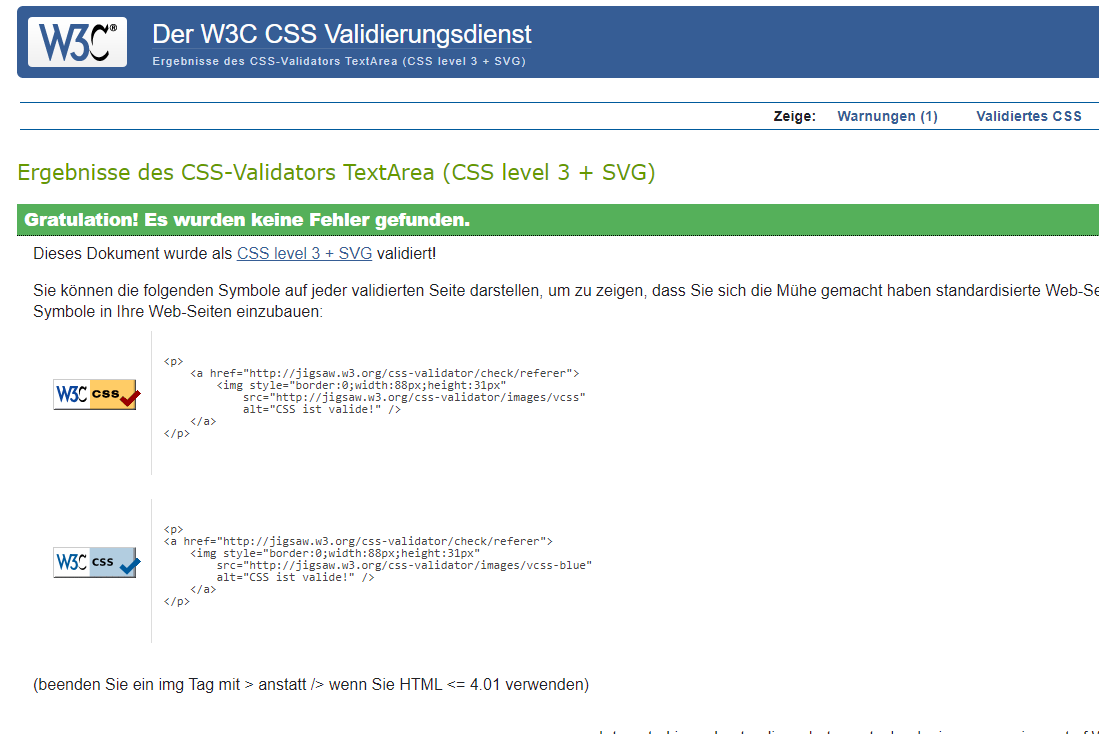 W3C®
Der W3C CSS Validierungsdienst
Ergebnisse des CSS-Validators TextArea (CSS level 3 + SVG)
Zeige: Warnungen (1) Validiertes CSS
Ergebnisse des CSS-Validators TextArea (CSS level 3 + SVG)
Gratulation! Es wurden keine Fehler gefunden.
Dieses Dokument wurde als CSS level 3 + SVG validiert!
Sie können die folgenden Symbole auf jeder validierten Seite darstellen, um zu zeigen, dass Sie sich die Mühe gemacht haben standardisierte Web-Se
Symbole in Ihre Web-Seiten einzubauen:
W3C css
<p>
<a href="http://jigsaw.w3.org/css-validator/check/referer">
<img style="border:0;width:88px;height:31px"
src="http://jigsaw.w3.org/css-validator/images/vcss"
alt="CSS ist valide!" />
</a>
</p>
W3C css
<p>
<a href="http://jigsaw.w3.org/css-validator/check/referer">
<img style="border:0;width:88px;height:31px"
src="http://jigsaw.w3.org/css-validator/images/vcss-blue"
alt="CSS ist valide!" />
</a>
</p>
(beenden Sie ein img Tag mit > anstatt /> wenn Sie HTML <= 4.01 verwenden)